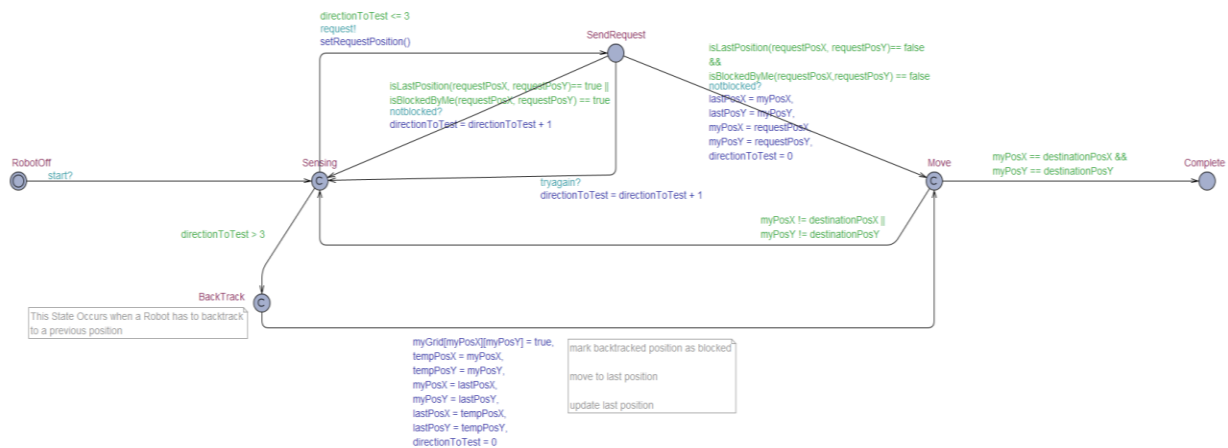 directionToTest <= 3
request!
setRequestPosition()
SendRequest
isLastPosition(requestPosX, requestPosY)== false
&&
isBlockedByMe(requestPosX,requestPosY) == false
notblocked?
lastPosX = myPosX,
lastPosY = myPosY,
myPosX = requestPosX,
myPosY = requestPosY,
directionToTest = 0
isLastPosition(requestPosX, requestPosY)== true ||
isBlockedByMe(requestPosX, requestPosY) == true
notblocked?
directionToTest = directionToTest + 1
RobotOff
start?
Sensing
C
tryagain?
directionToTest = directionToTest + 1
Move
C
myPosX == destinationPosX &&
myPosY == destinationPosY
Complete
myPosX != destinationPosX ||
myPosY != destinationPosY
directionToTest > 3
BackTrack
C
This State Occurs when a Robot has to backtrack
to a previous position
myGrid[myPosX][myPosY] = true,
tempPosX = myPosX,
tempPosY = myPosY,
myPosX = lastPosX,
myPosY = lastPosY,
lastPosX = tempPosX,
lastPosY = tempPosY,
directionToTest = 0
mark backtracked position as blocked
move to last position
update last position